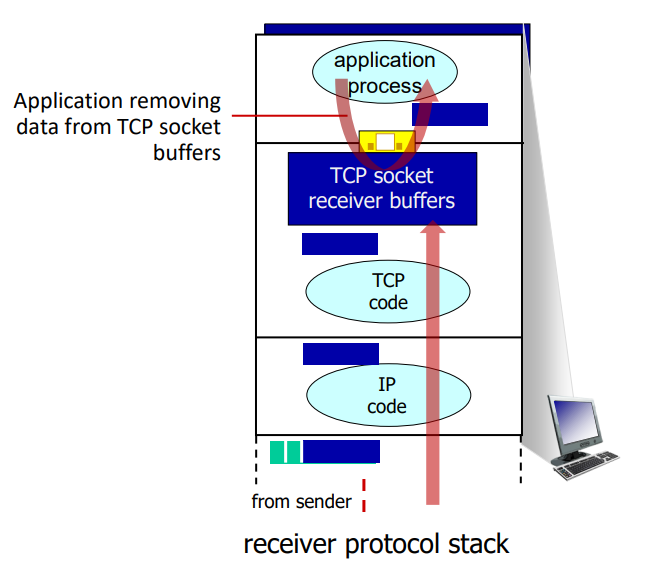 application
process
Application removing
data from TCP socket
buffers
TCP socket
receiver buffers
TCP
code
IP
code
from sender
receiver protocol stack